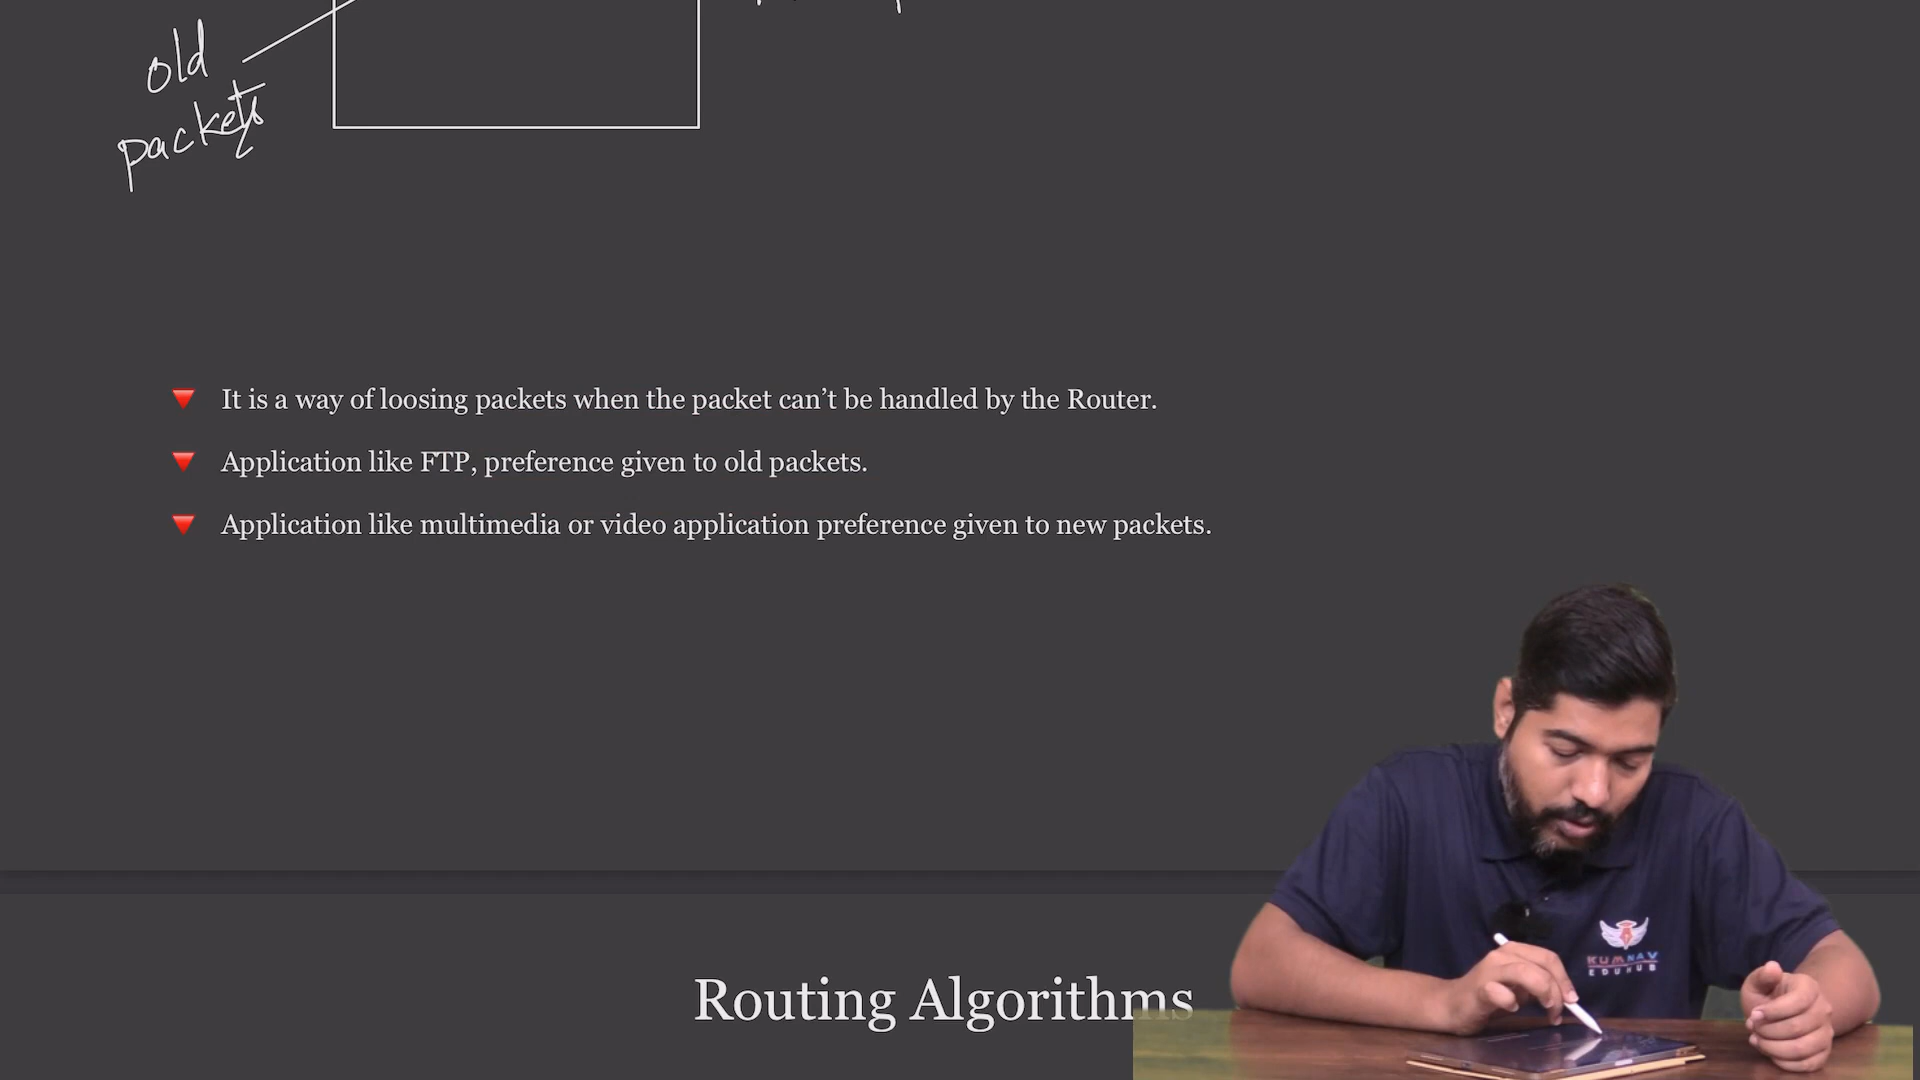 old
packets
It is a way of loosing packets when the packet can’t be handled by the Router.
Application like FTP, preference given to old packets.
Application like multimedia or video application preference given to new packets.
KUMNAV
EDUHUB
Routing Algorithms